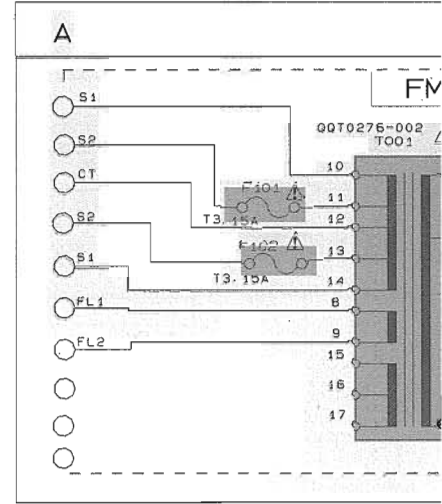 A
FM
S1
QQT0276-002
T001
S2
10
F101
11
CT
T3.15A
12
S2
F102
13
S1
T3.15A
14
FL1
8
FL2
9
15
16
17